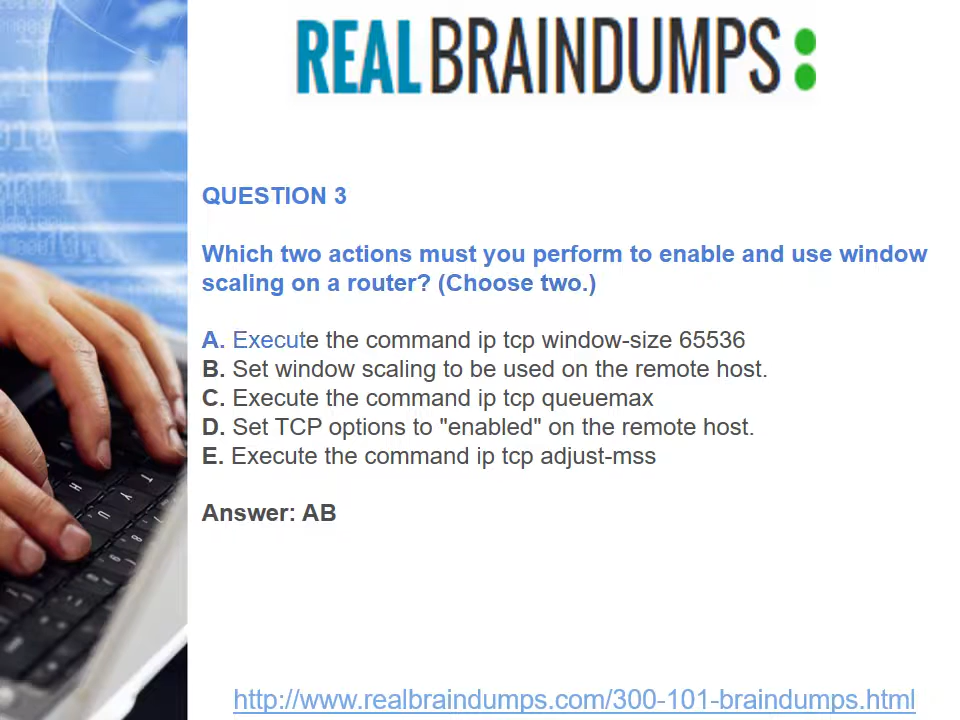 REALBRAINDUMPS
QUESTION 3
Which two actions must you perform to enable and use window
scaling on a router? (Choose two.)
A. Execute the command ip tcp window-size 65536
B. Set window scaling to be used on the remote host.
C. Execute the command ip tcp queuemax
D. Set TCP options to "enabled" on the remote host.
E. Execute the command ip tcp adjust-mss
Answer: AB
http://www.realbraindumps.com/300-101-braindumps.html